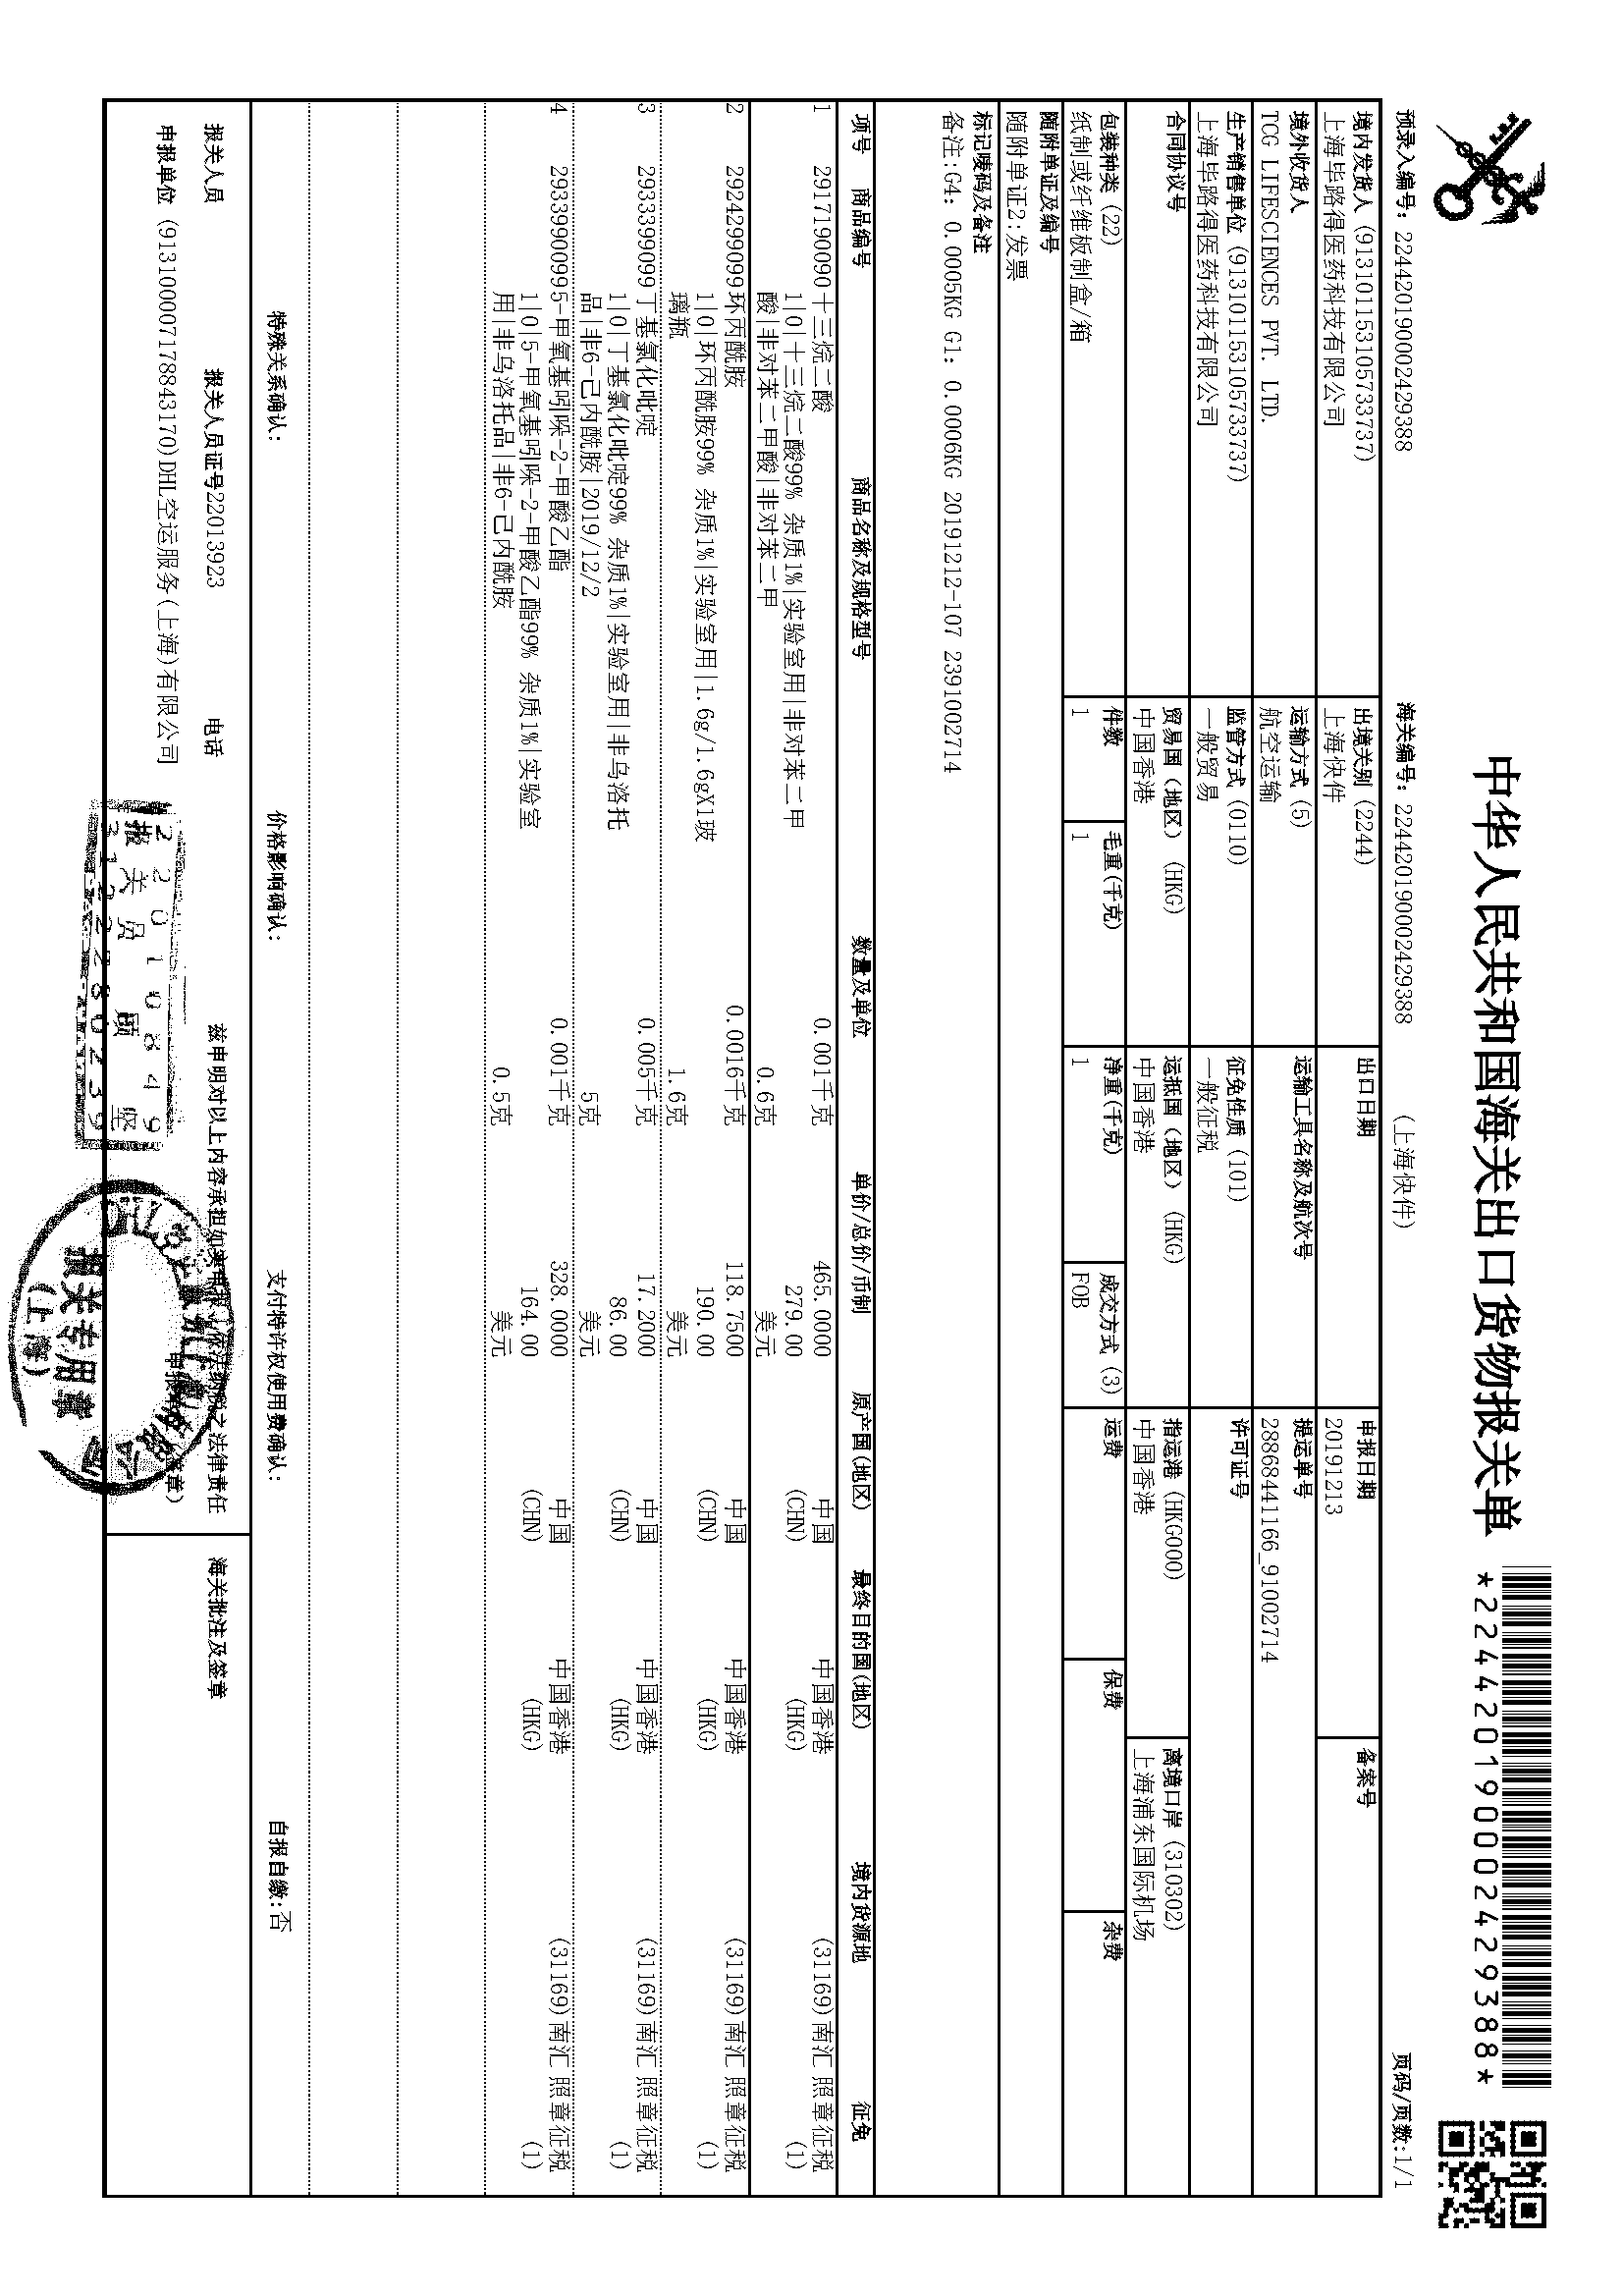 中华人民共和国海关出口货物报关单
*224420190002429388*
预录入编号：224420190002429388 海关编号：224420190002429388 （上海快件） 页码/页数:1/1
境内发货人 (913101153105733737) 出境关别 (2244) 出口日期 申报日期 备案号
上海毕路得医药科技有限公司 上海快件 20191213
境外收货人 运输方式 (5) 运输工具名称及航次号 提运单号
TCG LIFESCIENCES PVT. LTD. 航空运输 2886844166_91002714
生产销售单位 (913101153105733737) 监管方式 (0110) 征免性质 (101) 许可证号
上海毕路得医药科技有限公司 一般贸易 一般征税
合同协议号 贸易国（地区） (HKG) 运抵国（地区） (HKG) 指运港 (HKG000) 离境口岸 (310302)
中国香港 中国香港 中国香港 上海浦东国际机场
包装种类 (22) 件数 毛重(千克) 净重(千克) 成交方式 (3) 运费 保费 杂费
纸制或纤维板制盒/箱 1 1 1 FOB
随附单证及编号
随附单证2:发票
标记唛码及备注
备注:G4: 0.0005KG G1: 0.0006KG 20191212-107 2391002714
项号 商品编号 商品名称及规格型号 数量及单位 单价/总价/币制 原产国(地区) 最终目的国(地区) 境内货源地 征免
1 2917190090十三烷二酸 0.001千克 465.0000 中国 中国香港 (31169)南汇 照章征税
1|0|十三烷二酸99% 杂质1%|实验室用|非对苯二甲 279.00 (CHN) (HKG) (1)
酸|非对苯二甲酸|非对苯二甲 0.6克 美元
2 2924299099环丙酰胺 0.0016千克 118.7500 中国 中国香港 (31169)南汇 照章征税
1|0|环丙酰胺99% 杂质1%|实验室用|1.6g/1.6gX1玻 190.00 (CHN) (HKG) (1)
璃瓶 1.6克 美元
3 2933399099丁基氯化吡啶 0.005千克 17.2000 中国 中国香港 (31169)南汇 照章征税
1|0|丁基氯化吡啶99% 杂质1%|实验室用|非乌洛托 86.00 (CHN) (HKG) (1)
品|非6-己内酰胺|2019/12/2 5克 美元
4 29339900995-甲氧基吲哚-2-甲酸乙酯 0.001千克 328.0000 中国 中国香港 (31169)南汇 照章征税
1|0|5-甲氧基吲哚-2-甲酸乙酯99% 杂质1%|实验室 164.00 (CHN) (HKG) (1)
用|非乌洛托品|非6-己内酰胺 0.5克 美元
特殊关系确认： 价格影响确认： 支付特许权使用费确认： 自报自缴:否
报关人员 报关人员证号22013923 电话 兹申明对以上内容承担如实申报、依法纳税之法律责任 海关批注及签章
申报单位 (913100007178843170)DHL空运服务(上海)有限公司
22010849
报关员 顾 坚
报关专用章
(上海)